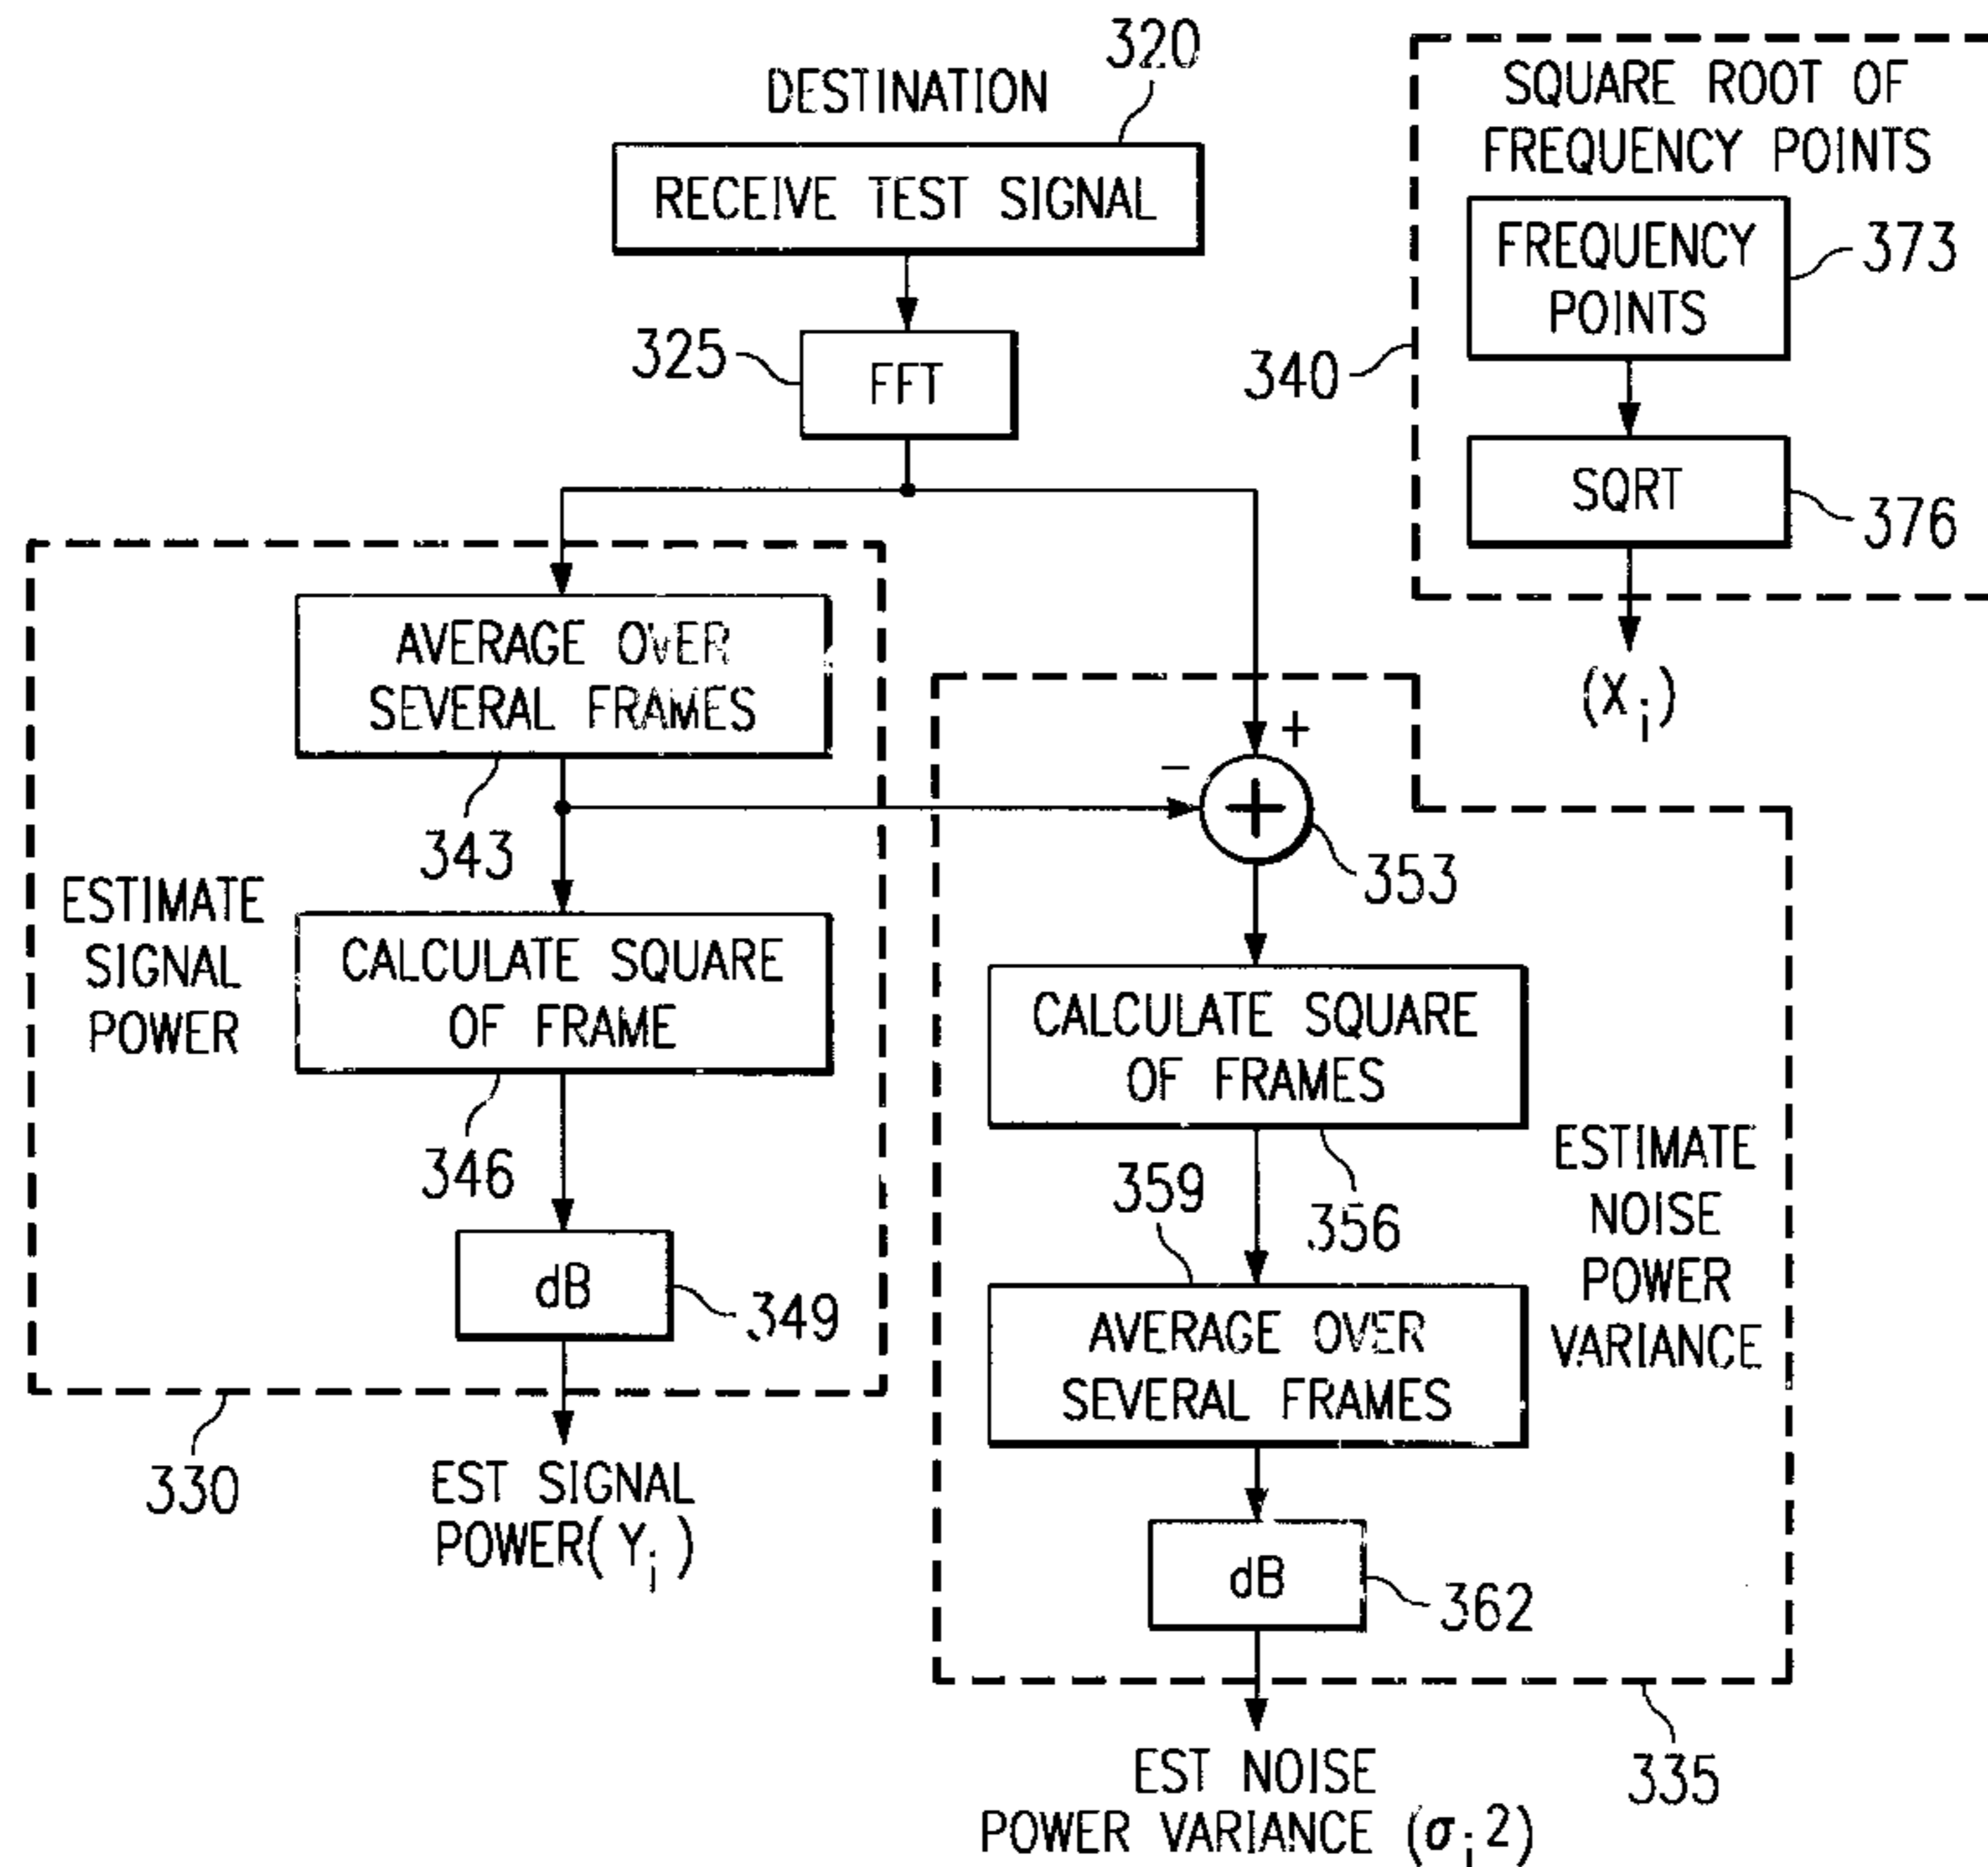 320
DESTINATION
RECEIVE TEST SIGNAL
325
FFT
SQUARE ROOT OF
FREQUENCY POINTS
FREQUENCY
POINTS
373
340
SQRT
376
(Xi)
AVERAGE OVER
SEVERAL FRAMES
343
ESTIMATE
SIGNAL
POWER
CALCULATE SQUARE
OF FRAME
346
dB
349
330
EST SIGNAL
POWER(Yi)
+
−
+
353
CALCULATE SQUARE
OF FRAMES
356
ESTIMATE
NOISE
POWER
VARIANCE
359
AVERAGE OVER
SEVERAL FRAMES
dB
362
335
EST NOISE
POWER VARIANCE (σi2)